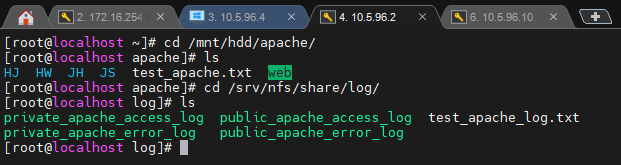 2. 172.16.254
3. 10.5.96.4
4. 10.5.96.2
6. 10.5.96.10
[root@localhost ~]# cd /mnt/hdd/apache/
[root@localhost apache]# ls
HJ  HW  JH  JS  test_apache.txt  web
[root@localhost apache]# cd /srv/nfs/share/log/
[root@localhost log]# ls
private_apache_access_log  public_apache_access_log  test_apache_log.txt
private_apache_error_log   public_apache_error_log
[root@localhost log]#